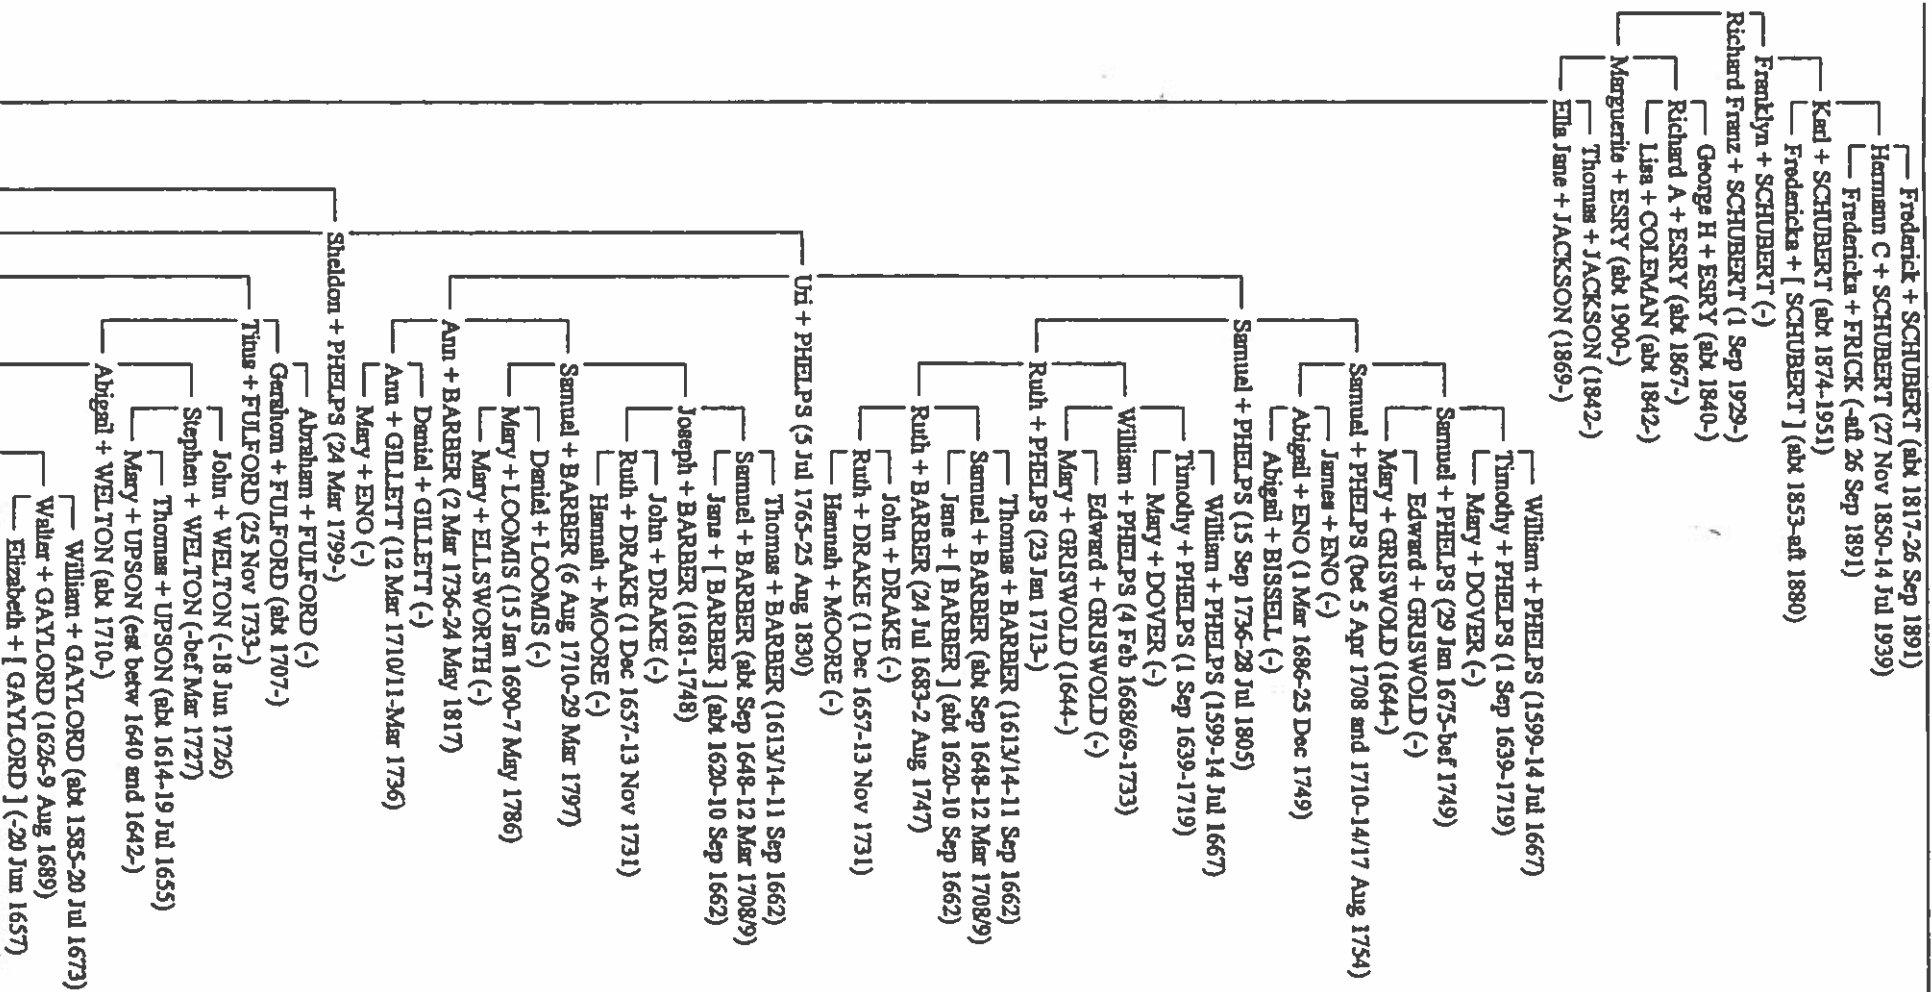 Frederick + SCHUBERT (abt 1817-26 Sep 1891)
Hermann C + SCHUBERT (27 Nov 1850-14 Jul 1939)
Fredericka + FRICK (-aft 26 Sep 1891)
Karl + SCHUBERT (abt 1874-1951)
Fredericka + [ SCHUBERT ] (abt 1853-aft 1880)
Franklyn + SCHUBERT (-)
Richard Franz + SCHUBERT (1 Sep 1929-)
George H + ESRY (abt 1840-)
Richard A + ESRY (abt 1867-)
Lisa + COLEMAN (abt 1842-)
Marguerite + ESRY (abt 1900-)
Thomas + JACKSON (1842-)
Ella Jane + JACKSON (1869-)
William + PHELPS (1599-14 Jul 1667)
Timothy + PHELPS (1 Sep 1639-1719)
Mary + DOVER (-)
Samuel + PHELPS (29 Jan 1675-bef 1749)
Edward + GRISWOLD (-)
Mary + GRISWOLD (1644-)
Samuel + PHELPS (bet 5 Apr 1708 and 1710-14/17 Aug 1754)
James + ENO (-)
Abigail + ENO (1 Mar 1686-25 Dec 1749)
Abigail + BISSELL (-)
Samuel + PHELPS (15 Sep 1736-28 Jul 1805)
William + PHELPS (1599-14 Jul 1667)
Timothy + PHELPS (1 Sep 1639-1719)
Mary + DOVER (-)
William + PHELPS (4 Feb 1668/69-1733)
Edward + GRISWOLD (-)
Mary + GRISWOLD (1644-)
Ruth + PHELPS (23 Jan 1713-)
Thomas + BARBER (1613/14-11 Sep 1662)
Samuel + BARBER (abt Sep 1648-12 Mar 1708/9)
Jane + [ BARBER ] (abt 1620-10 Sep 1662)
Ruth + BARBER (24 Jul 1683-2 Aug 1747)
John + DRAKE (-)
Ruth + DRAKE (1 Dec 1657-13 Nov 1731)
Hannah + MOORE (-)
Uri + PHELPS (5 Jul 1765-25 Aug 1830)
Thomas + BARBER (1613/14-11 Sep 1662)
Samuel + BARBER (abt Sep 1648-12 Mar 1708/9)
Jane + [ BARBER ] (abt 1620-10 Sep 1662)
Joseph + BARBER (1681-1748)
John + DRAKE (-)
Ruth + DRAKE (1 Dec 1657-13 Nov 1731)
Hannah + MOORE (-)
Samuel + BARBER (6 Aug 1710-29 Mar 1797)
Daniel + LOOMIS (-)
Mary + LOOMIS (15 Jan 1690-7 May 1786)
Mary + ELLSWORTH (-)
Ann + BARBER (2 Mar 1736-24 May 1817)
Daniel + GILLETT (-)
Ann + GILLETT (12 Mar 1710/11-Mar 1736)
Mary + ENO (-)
Sheldon + PHELPS (24 Mar 1799-)
Abraham + FULFORD (-)
Gershom + FULFORD (abt 1707-)
Titus + FULFORD (25 Nov 1733-)
John + WELTON (-18 Jun 1726)
Stephen + WELTON (-bef Mar 1727)
Thomas + UPSON (abt 1614-19 Jul 1655)
Mary + UPSON (est betw 1640 and 1642-)
Abigail + WELTON (abt 1710-)
William + GAYLORD (abt 1585-20 Jul 1673)
Walter + GAYLORD (1626-9 Aug 1689)
Elizabeth + [ GAYLORD ] (-20 Jun 1657)